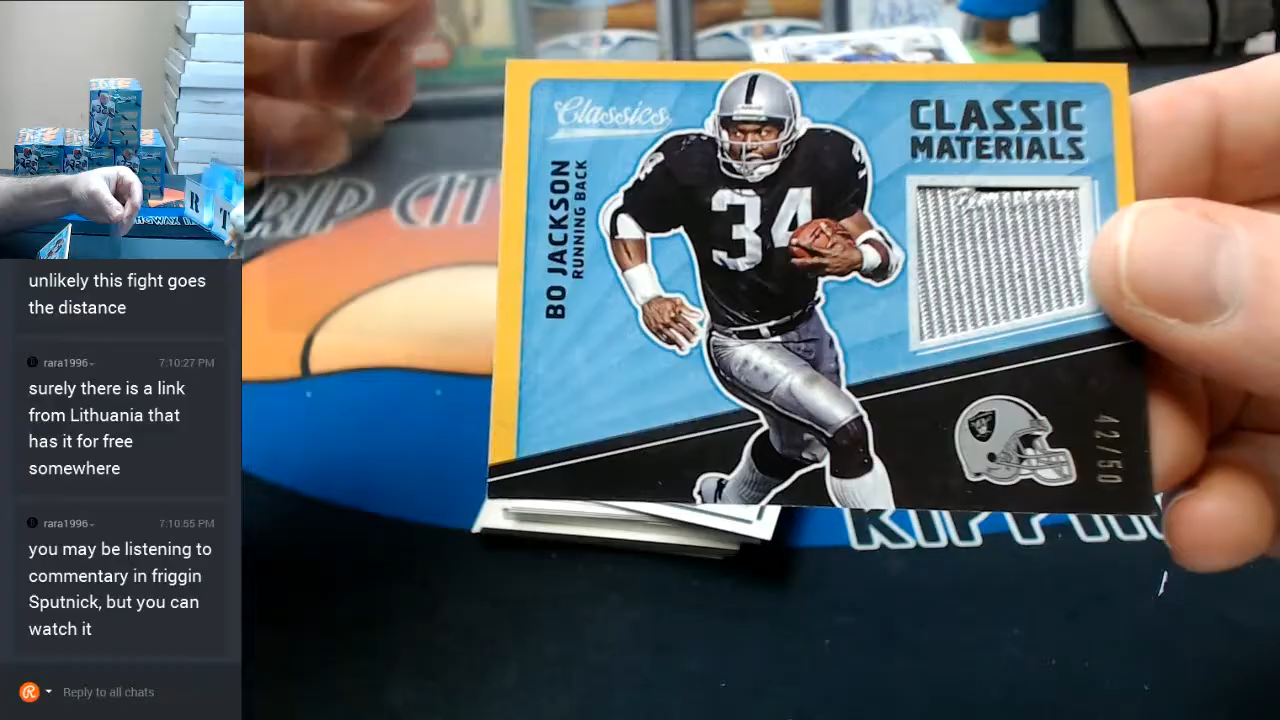 unlikely this fight goes
the distance
rara1996
7:10:27 PM
surely there is a link
from Lithuania that
has it for free
somewhere
rara1996
7:10:55 PM
you may be listening to
commentary in friggin
Sputnick, but you can
watch it
Reply to all chats
RIP CITY
Classics
BO JACKSON
RUNNING BACK
34
CLASSIC
MATERIALS
42/50
R
T